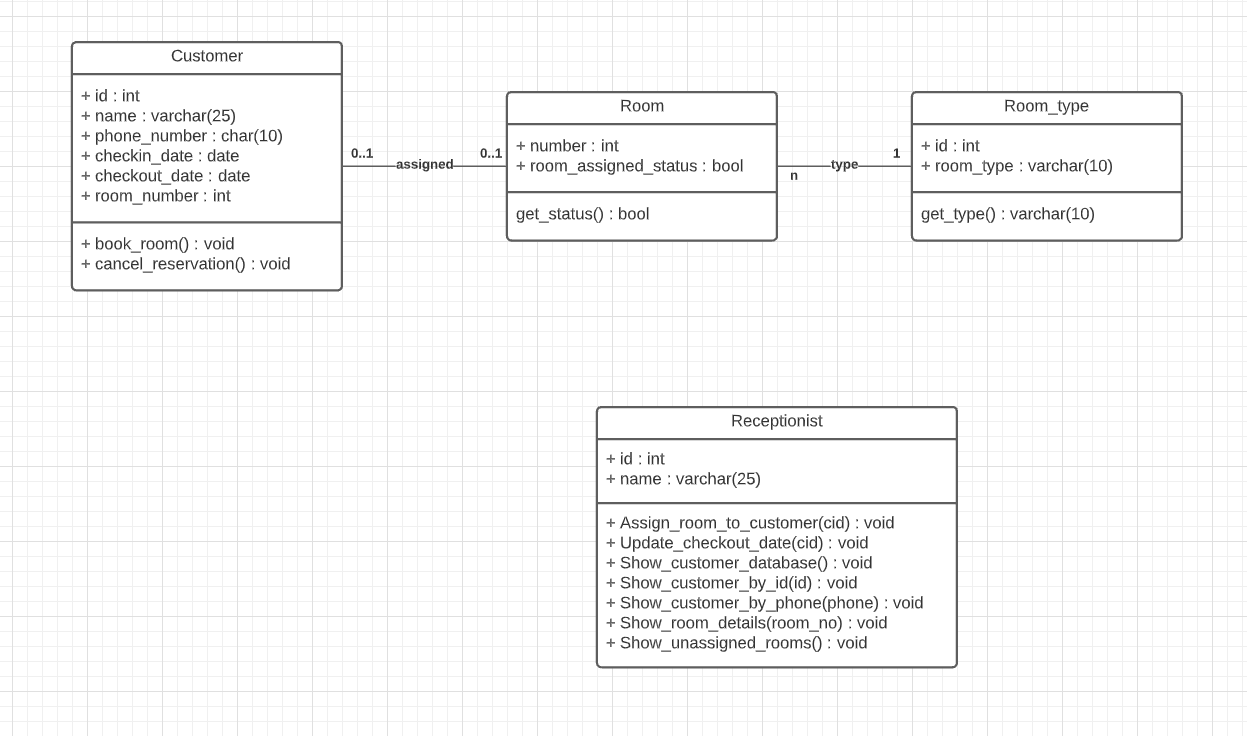 Customer
+ id : int
+ name : varchar(25)
+ phone_number : char(10)
+ checkin_date : date
+ checkout_date : date
+ room_number : int
+ book_room() : void
+ cancel_reservation() : void
0..1
assigned
0..1
Room
+ number : int
+ room_assigned_status : bool
get_status() : bool
n
type
1
Room_type
+ id : int
+ room_type : varchar(10)
get_type() : varchar(10)
Receptionist
+ id : int
+ name : varchar(25)
+ Assign_room_to_customer(cid) : void
+ Update_checkout_date(cid) : void
+ Show_customer_database() : void
+ Show_customer_by_id(id) : void
+ Show_customer_by_phone(phone) : void
+ Show_room_details(room_no) : void
+ Show_unassigned_rooms() : void